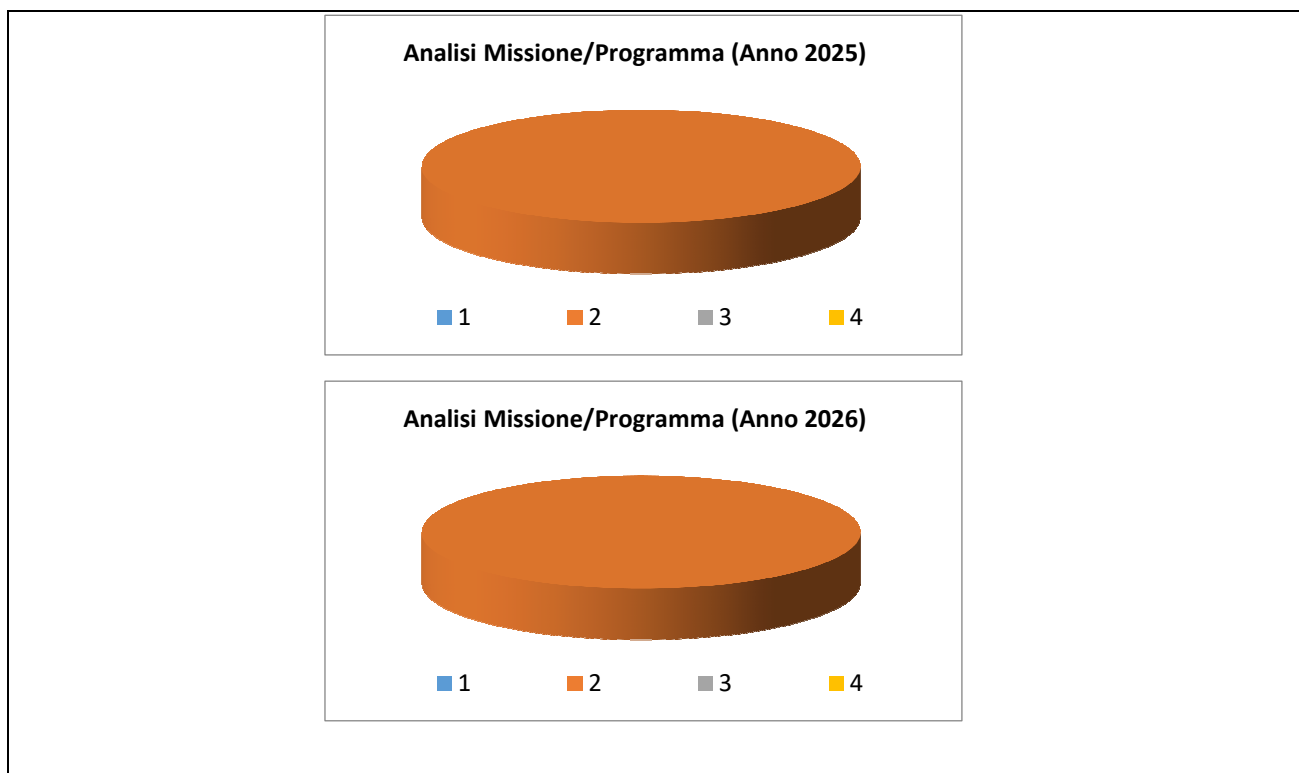 Analisi Missione/Programma (Anno 2025)
1 2 3 4
Analisi Missione/Programma (Anno 2026)
1 2 3 4